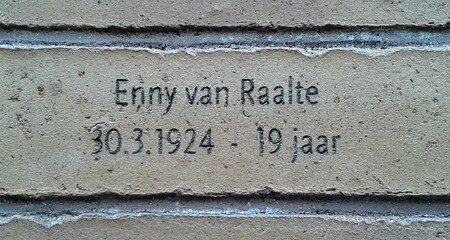 Enny van Raalte
30.3.1924 - 19 jaar